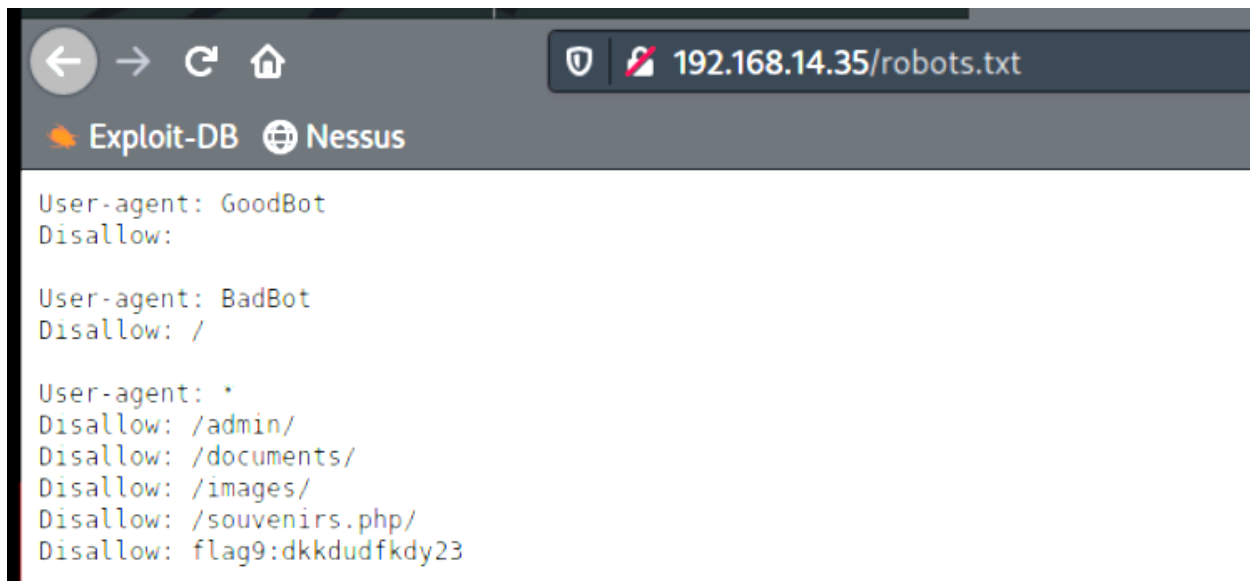 192.168.14.35/robots.txt
Exploit-DB Nessus
User-agent: GoodBot
Disallow:
User-agent: BadBot
Disallow: /
User-agent: *
Disallow: /admin/
Disallow: /documents/
Disallow: /images/
Disallow: /souvenirs.php/
Disallow: flag9:dkkdudfkdy23